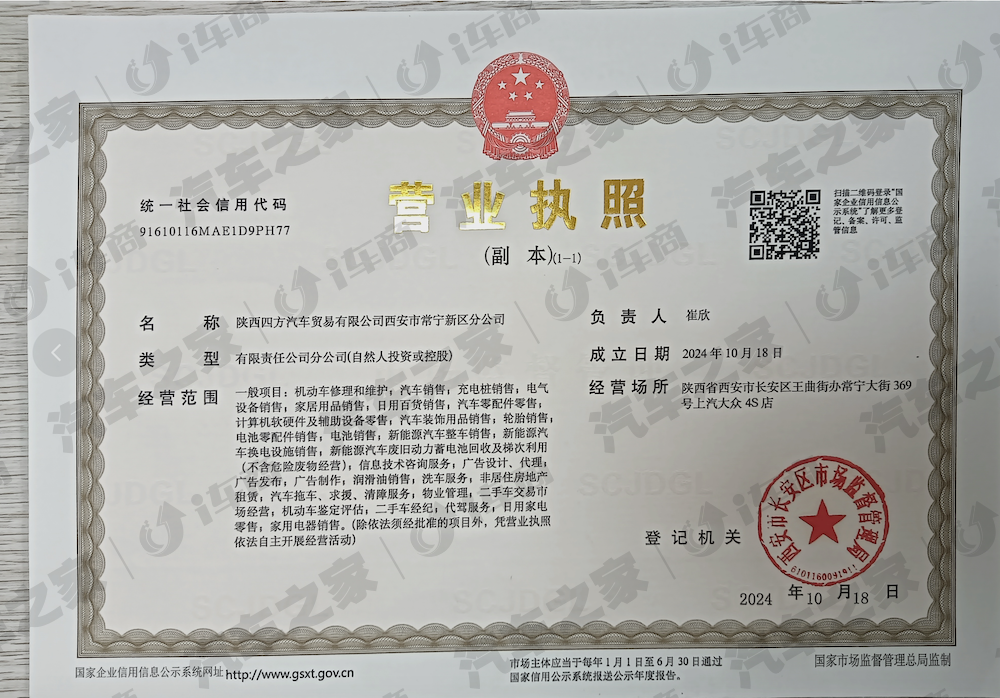 统一社会信用代码
91610116MAE1D9PH77
营业执照
(副 本)(1-1)
扫描二维码登录“国
家企业信用信息公
示系统”了解更多登
记、备案、许可、监
管信息
名 称 陕西四方汽车贸易有限公司西安市常宁新区分公司
类 型 有限责任公司分公司(自然人投资或控股)
经营范围 一般项目：机动车修理和维护；汽车销售；充电桩销售；电气
设备销售；家居用品销售；日用百货销售；汽车零配件零售；
计算机软硬件及辅助设备零售；汽车装饰用品销售；轮胎销售；
电池零配件销售；电池销售；新能源汽车整车销售；新能源汽
车换电设施销售；新能源汽车废旧动力蓄电池回收及梯次利用
（不含危险废物经营）；信息技术咨询服务；广告设计、代理；
广告发布；广告制作；润滑油销售；洗车服务；非居住房地产
租赁；汽车拖车、求援、清障服务；物业管理；二手车交易市
场经营；机动车鉴定评估；二手车经纪；代驾服务；日用家电
零售；家用电器销售。(除依法须经批准的项目外，凭营业执照
依法自主开展经营活动)
负责人 崔欣
成立日期 2024年10月18日
经营场所 陕西省西安市长安区王曲街办常宁大街369
号上汽大众4S店
登记机关
西安市长安区市场监督管理局
2024 年10 月18 日
国家企业信用信息公示系统网址http://www.gsxt.gov.cn
市场主体应当于每年1月1日至6月30日通过
国家信用公示系统报送公示年度报告。
国家市场监督管理总局监制
汽车之家
i车商
SCJDGL